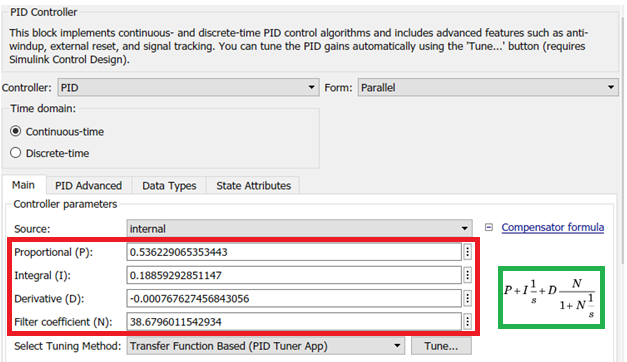 PID Controller
This block implements continuous- and discrete-time PID control algorithms and includes advanced features such as anti-
windup, external reset, and signal tracking. You can tune the PID gains automatically using the 'Tune...' button (requires
Simulink Control Design).
Controller: PID Form: Parallel
Time domain:
Continuous-time
Discrete-time
Main PID Advanced Data Types State Attributes
Controller parameters
Source: internal Compensator formula
Proportional (P): 0.536229065353443
Integral (I): 0.18859292851147
Derivative (D): -0.000767627456843056
Filter coefficient (N): 38.6796011542934
P+I 1/s +D N/(1+N 1/s)
Select Tuning Method: Transfer Function Based (PID Tuner App) Tune...